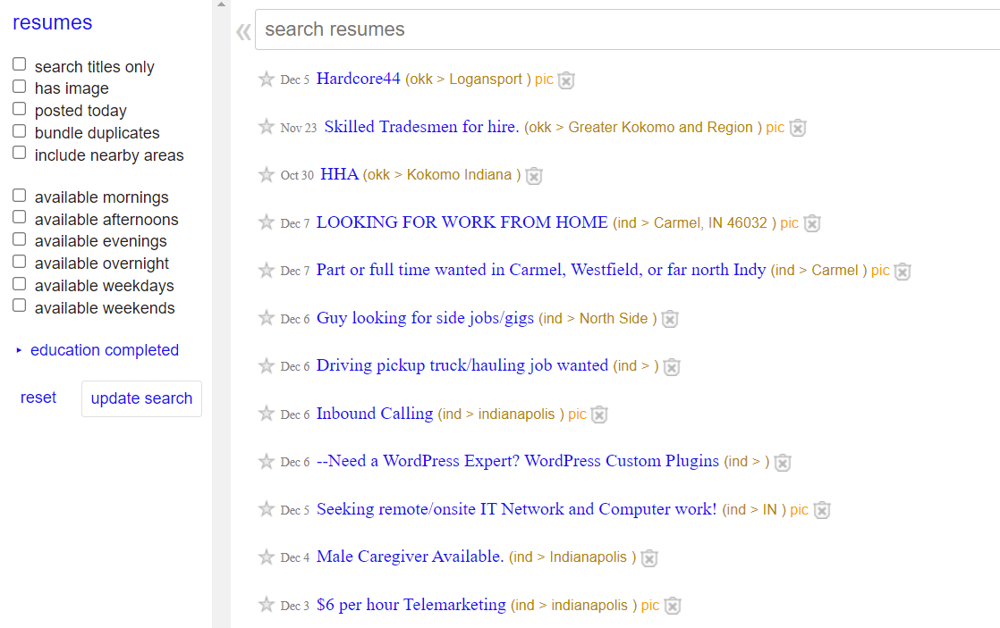 resumes
search titles only
has image
posted today
bundle duplicates
include nearby areas
available mornings
available afternoons
available evenings
available overnight
available weekdays
available weekends
education completed
reset update search
search resumes
Dec 5 Hardcore44 (okk > Logansport ) pic
Nov 23 Skilled Tradesmen for hire. (okk > Greater Kokomo and Region ) pic
Oct 30 HHA (okk > Kokomo Indiana )
Dec 7 LOOKING FOR WORK FROM HOME (ind > Carmel, IN 46032 ) pic
Dec 7 Part or full time wanted in Carmel, Westfield, or far north Indy (ind > Carmel ) pic
Dec 6 Guy looking for side jobs/gigs (ind > North Side )
Dec 6 Driving pickup truck/hauling job wanted (ind > )
Dec 6 Inbound Calling (ind > indianapolis ) pic
Dec 6 --Need a WordPress Expert? WordPress Custom Plugins (ind > )
Dec 5 Seeking remote/onsite IT Network and Computer work! (ind > IN ) pic
Dec 4 Male Caregiver Available. (ind > Indianapolis )
Dec 3 $6 per hour Telemarketing (ind > indianapolis ) pic